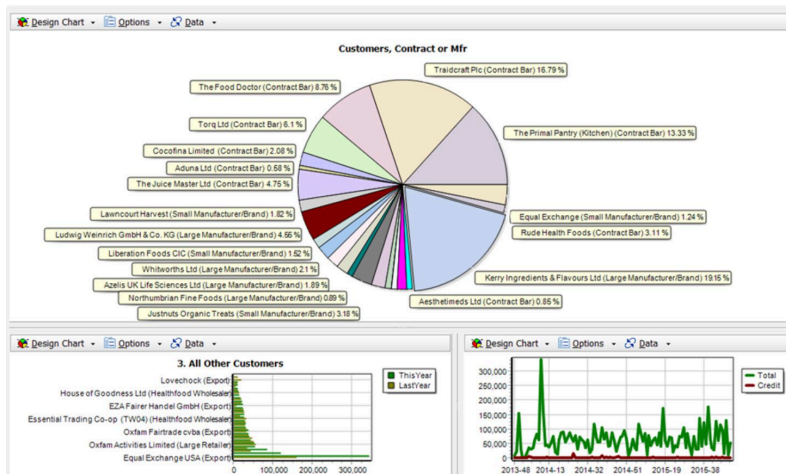 Design Chart Options Data
Customers, Contract or Mfr
Traidcraft Plc (Contract Bar) 16.79 %
The Food Doctor (Contract Bar) 8.76 %
Torq Ltd (Contract Bar) 6.1 %
The Primal Pantry (Kitchen) (Contract Bar) 13.33 %
Cocofina Limited (Contract Bar) 2.08 %
Aduna Ltd (Contract Bar) 0.58 %
The Juice Master Ltd (Contract Bar) 4.75 %
Lawncourt Harvest (Small Manufacturer/Brand) 1.82 %
Equal Exchange (Small Manufacturer/Brand) 1.24 %
Rude Health Foods (Contract Bar) 3.11 %
Ludwig Weinrich GmbH & Co. KG (Large Manufacturer/Brand) 4.56 %
Liberation Foods CIC (Small Manufacturer/Brand) 1.52 %
Whitworths Ltd (Large Manufacturer/Brand) 2.1 %
Kerry Ingredients & Flavours Ltd (Large Manufacturer/Brand) 19.15 %
Azelis UK Life Sciences Ltd (Large Manufacturer/Brand) 1.89 %
Northumbrian Fine Foods (Large Manufacturer/Brand) 0.89 %
Aesthetimeds Ltd (Contract Bar) 0.85 %
Justnuts Organic Treats (Small Manufacturer/Brand) 3.18 %
Design Chart Options Data
3. All Other Customers
ThisYear
LastYear
Lovechock (Export)
House of Goodness Ltd (Healthfood Wholesaler)
EZA Fairer Handel GmbH (Export)
Essential Trading Co-op (TW04) (Healthfood Wholesaler)
Oxfam Fairtrade cvba (Export)
Oxfam Activities Limited (Large Retailer)
Equal Exchange USA (Export)
0 100,000 200,000 300,000
Design Chart Options Data
Total
Credit
300,000
250,000
200,000
150,000
100,000
50,000
0
2013-48 2014-13 2014-32 2014-51 2015-19 2015-38